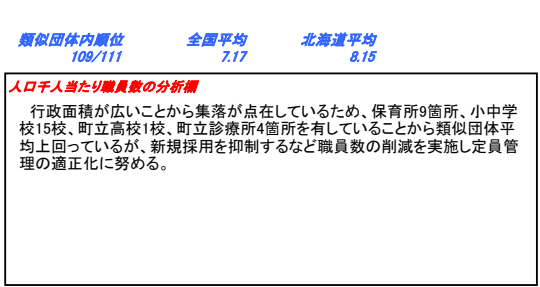 類似団体内順位 全国平均 北海道平均
109/111 7.17 8.15
人口千人当たり職員数の分析欄
行政面積が広いことから集落が点在しているため、保育所9箇所、小中学
校15校、町立高校1校、町立診療所4箇所を有していることから類似団体平
均上回っているが、新規採用を抑制するなど職員数の削減を実施し定員管
理の適正化に努める。